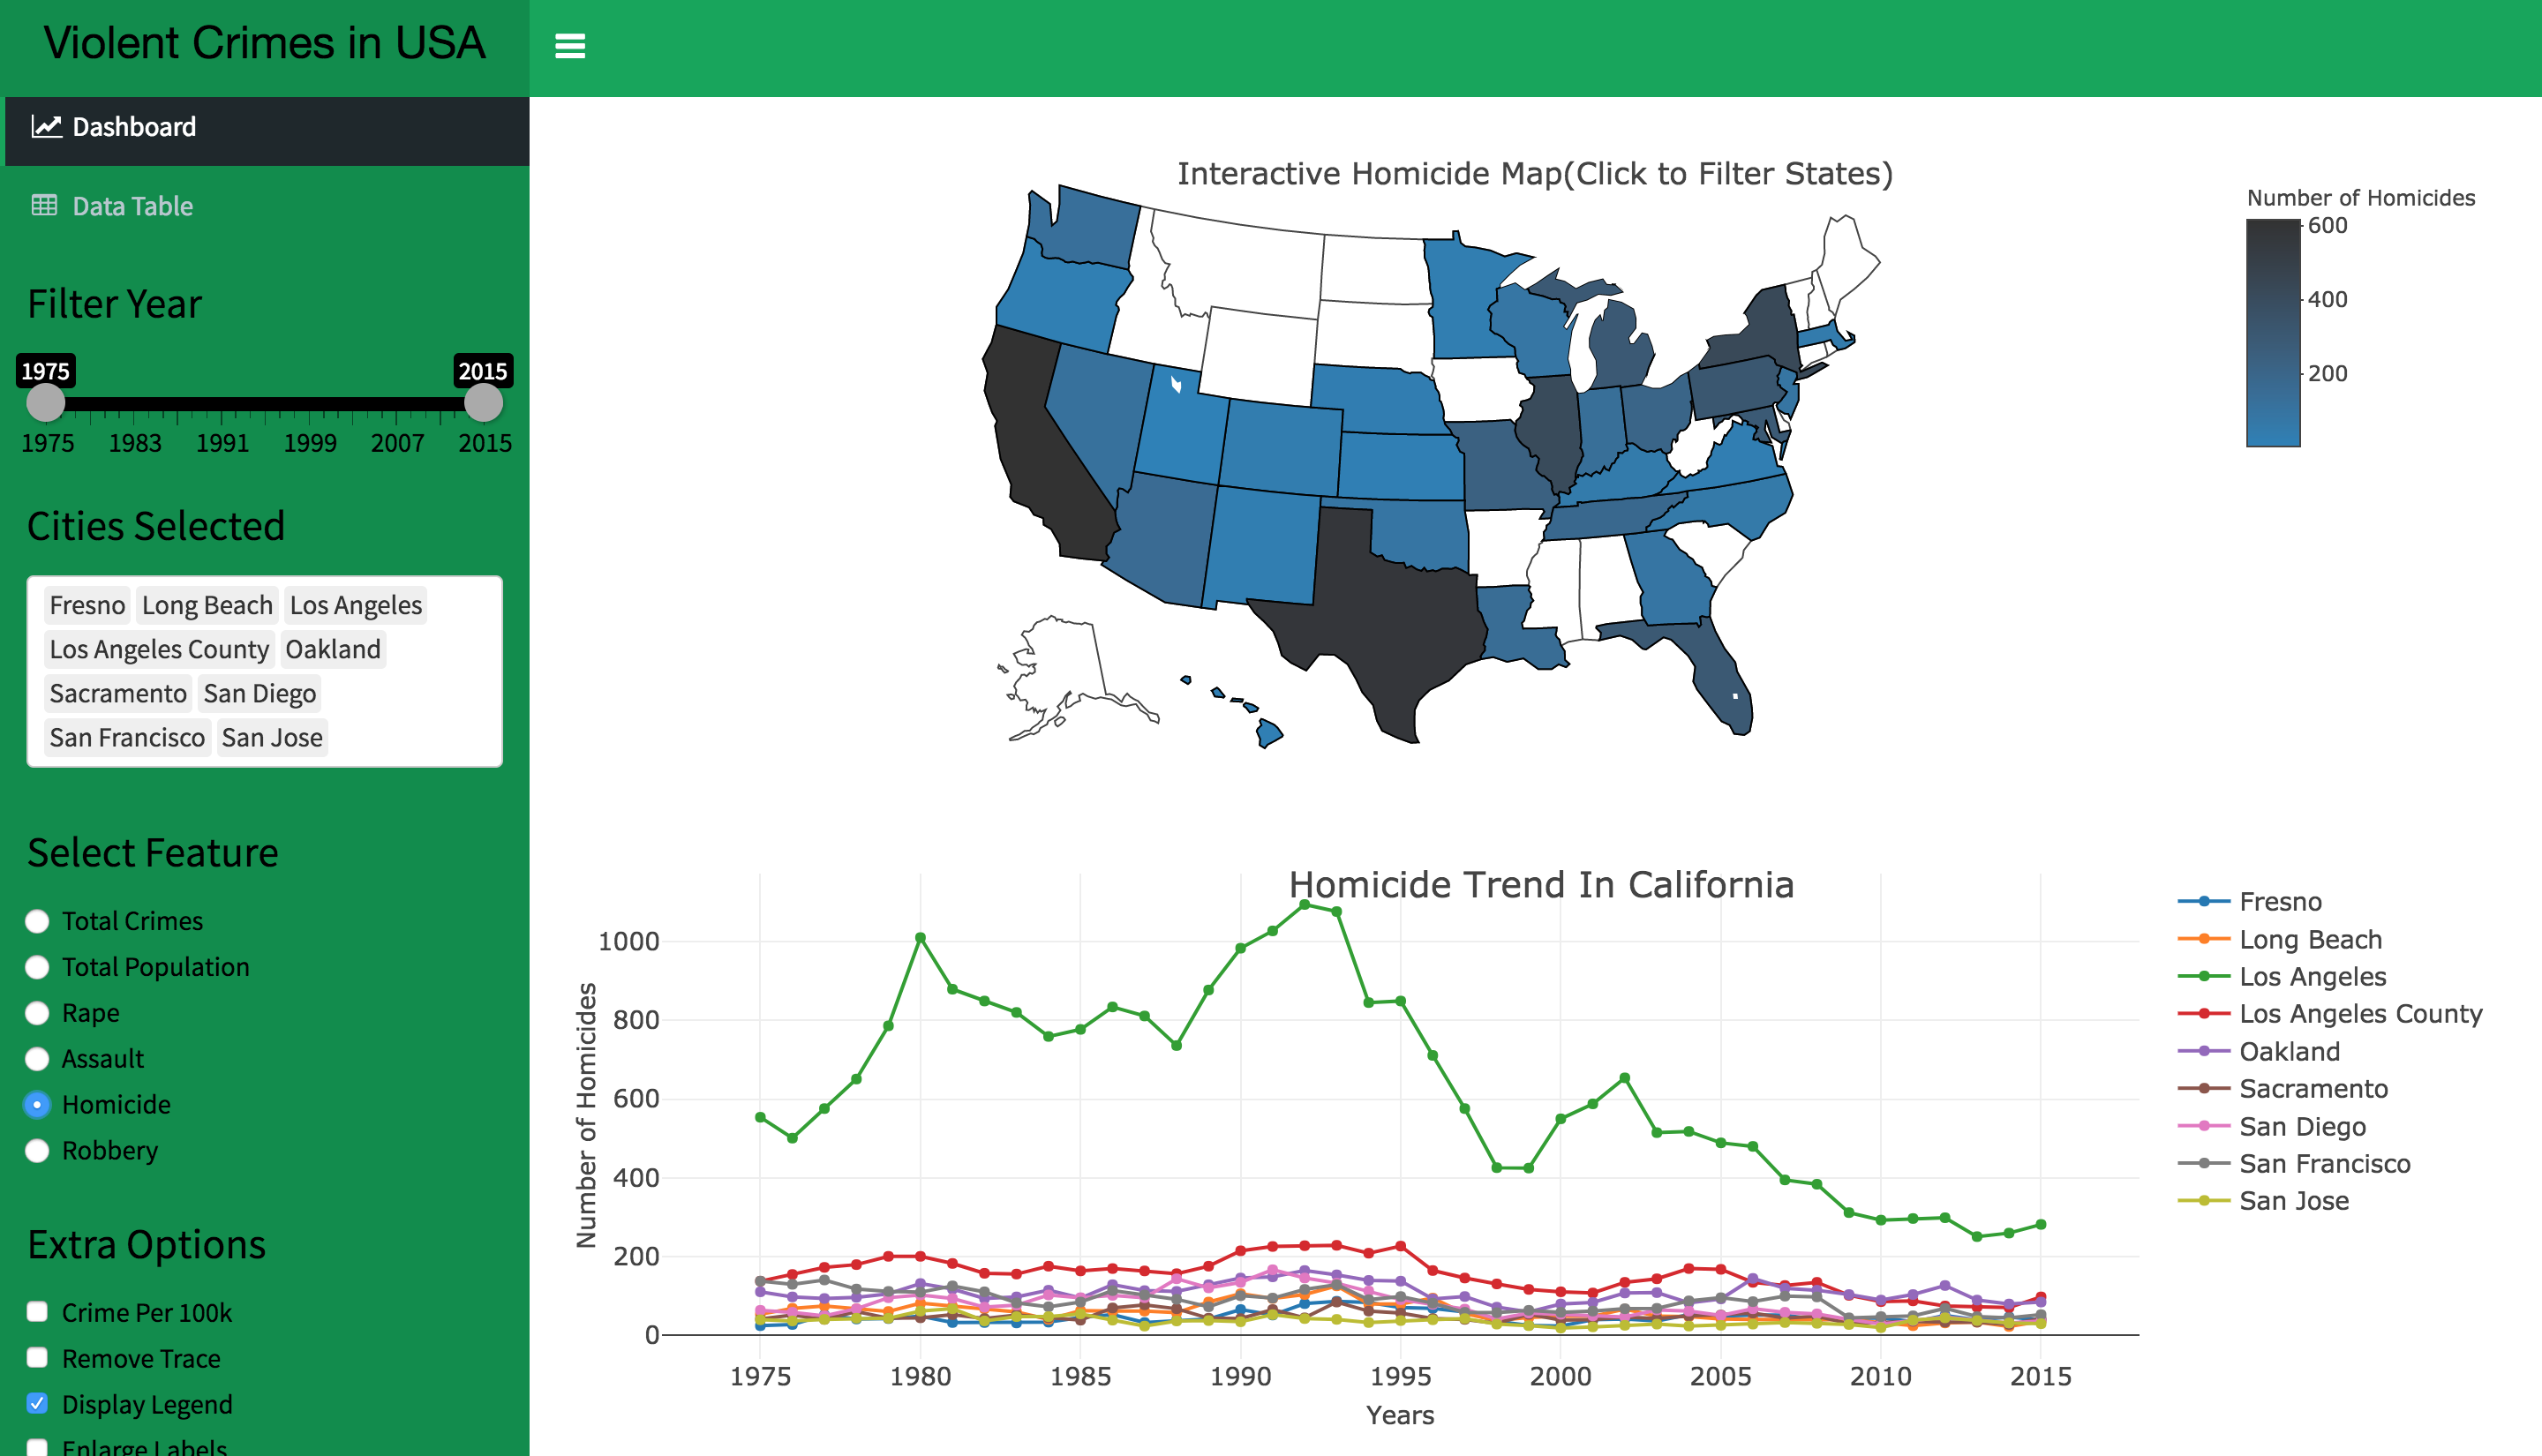 Violent Crimes in USA
Dashboard
Data Table
Filter Year
1975 2015
1975 1983 1991 1999 2007 2015
Cities Selected
Fresno Long Beach Los Angeles
Los Angeles County Oakland
Sacramento San Diego
San Francisco San Jose
Select Feature
Total Crimes
Total Population
Rape
Assault
Homicide
Robbery
Extra Options
Crime Per 100k
Remove Trace
Display Legend
Enlarge Labels
Interactive Homicide Map(Click to Filter States)
Number of Homicides
600
400
200
Homicide Trend In California
Number of Homicides
1000
800
600
400
200
0
1975 1980 1985 1990 1995 2000 2005 2010 2015
Years
Fresno
Long Beach
Los Angeles
Los Angeles County
Oakland
Sacramento
San Diego
San Francisco
San Jose